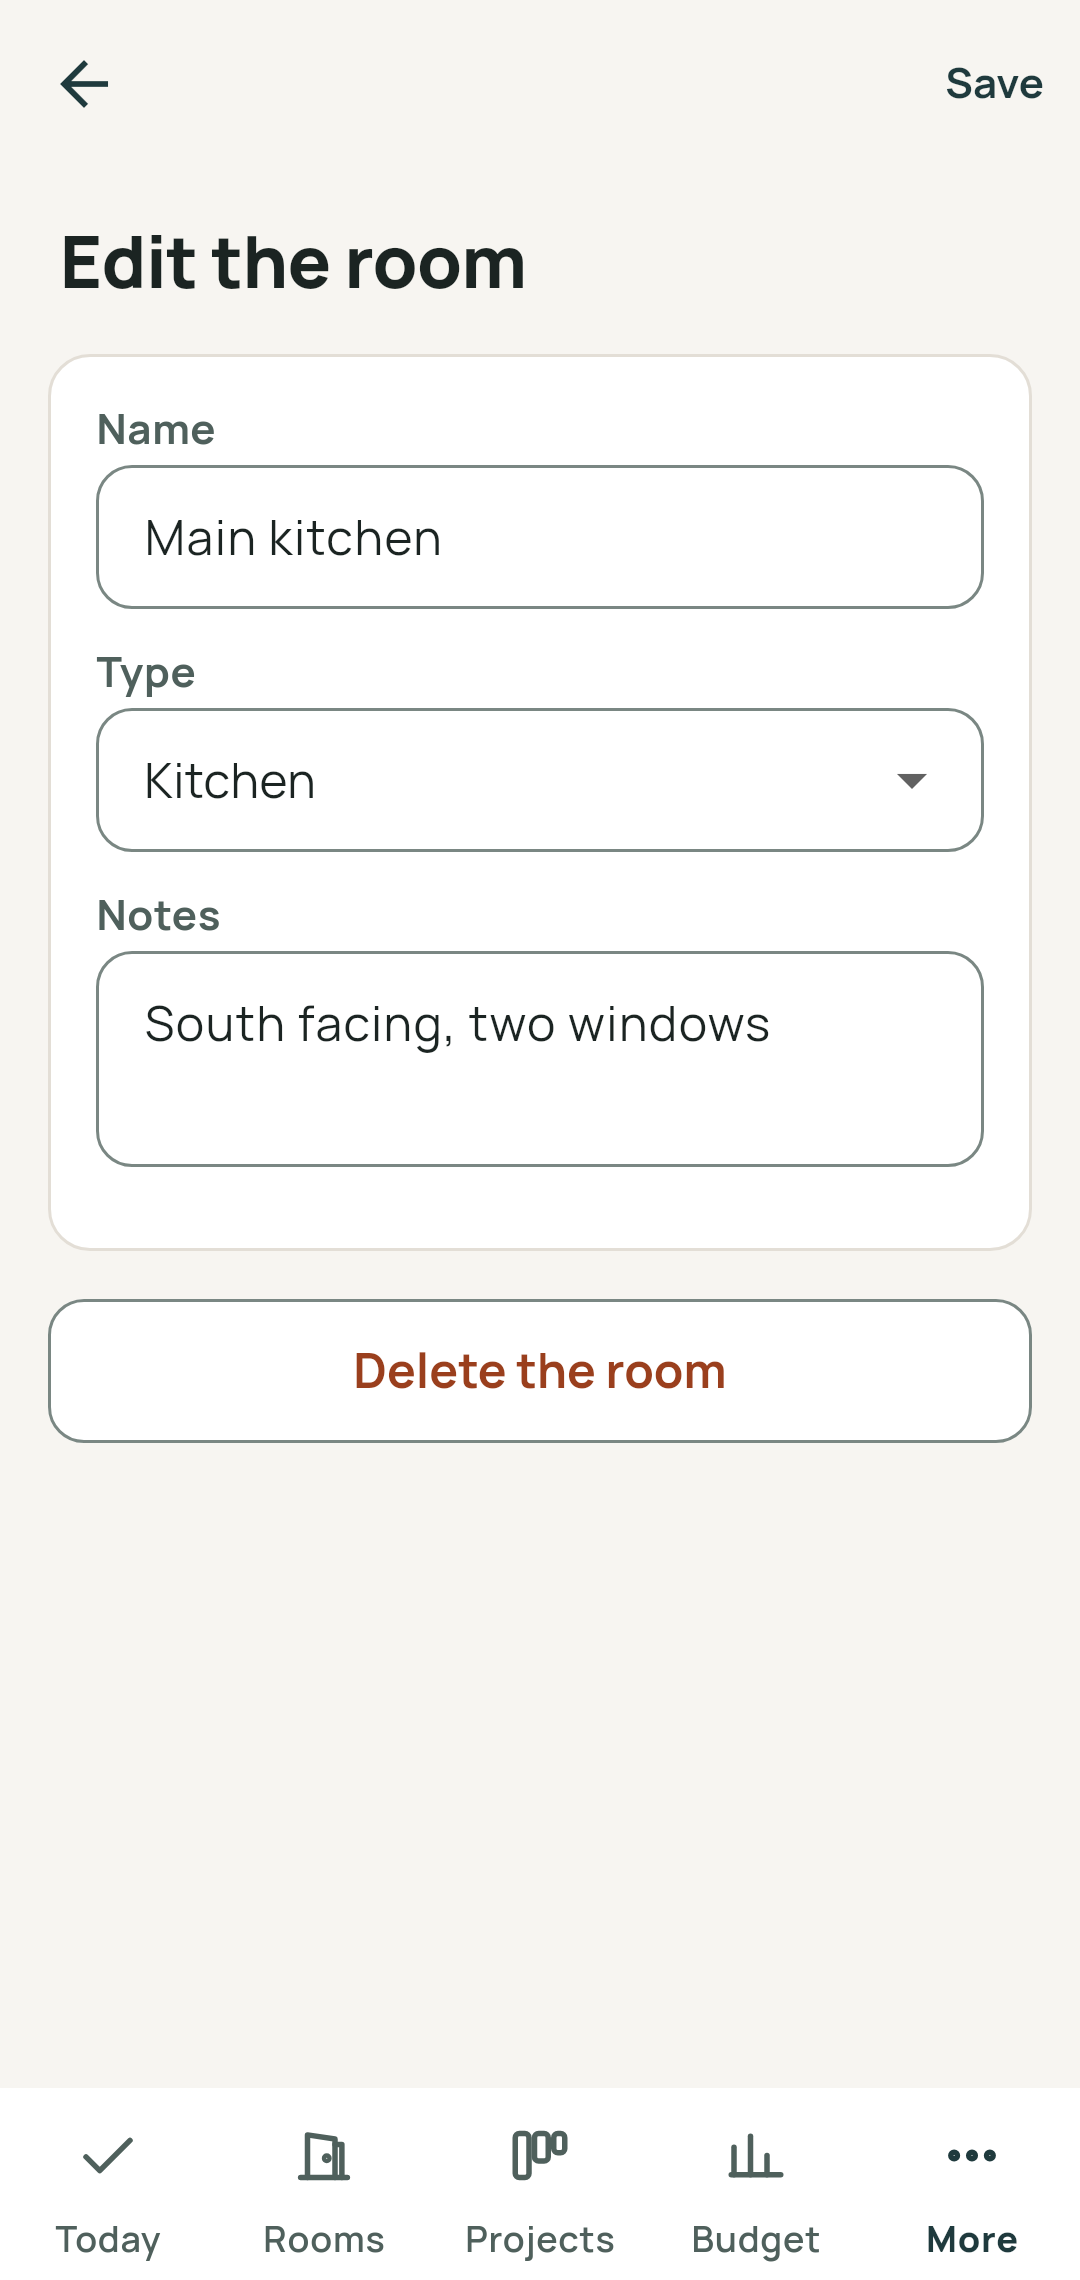 Save
Edit the room
Name
Main kitchen
Type
Kitchen
Notes
South facing, two windows
Delete the room
Today
Rooms
Projects
Budget
More